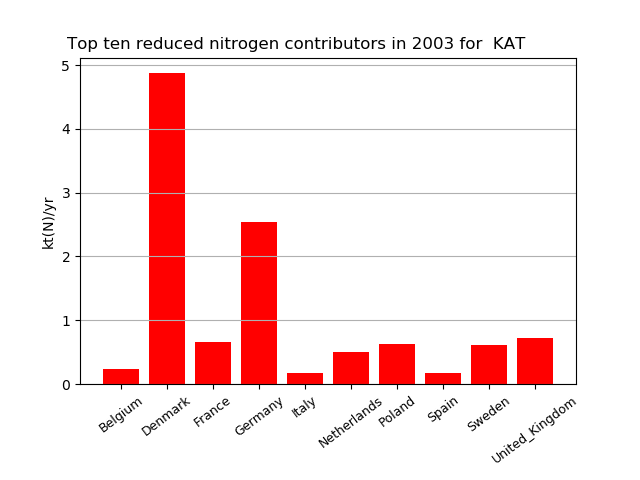 Top ten reduced nitrogen contributors in 2003 for  KAT
kt(N)/yr
5
4
3
2
1
0
Belgium
Denmark
France
Germany
Italy
Netherlands
Poland
Spain
Sweden
United_Kingdom